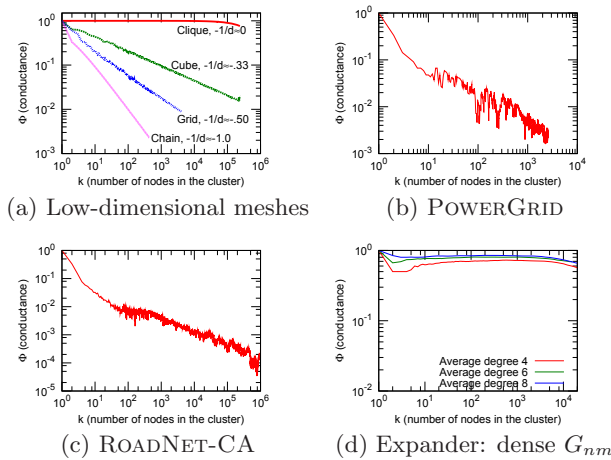 10^0
10^-1
10^-2
10^-3
Φ (conductance)
Clique, -1/d≈0
Cube, -1/d≈-.33
Grid, -1/d≈-.50
Chain, -1/d≈-1.0
10^0 10^1 10^2 10^3 10^4 10^5 10^6
k (number of nodes in the cluster)
(a) Low-dimensional meshes
10^0
10^-1
10^-2
10^-3
Φ (conductance)
10^0 10^1 10^2 10^3 10^4
k (number of nodes in the cluster)
(b) POWERGRID
10^0
10^-1
10^-2
10^-3
10^-4
10^-5
Φ (conductance)
10^0 10^1 10^2 10^3 10^4 10^5 10^6
k (number of nodes in the cluster)
(c) ROADNET-CA
10^0
10^-1
10^-2
Φ (conductance)
Average degree 4
Average degree 6
Average degree 8
10^0 10^1 10^2 10^3 10^4
k (number of nodes in the cluster)
(d) Expander: dense G_nm